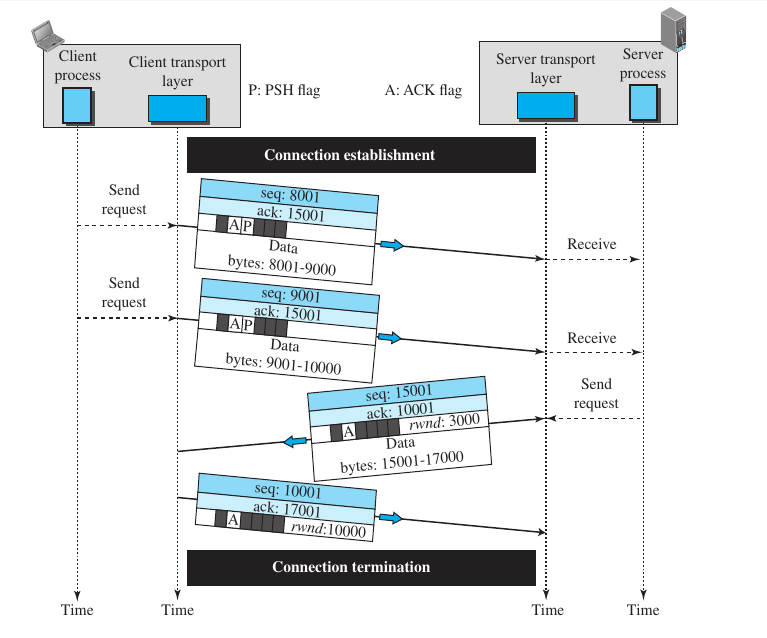 Client
process
Client transport
layer
Server transport
layer
Server
process
P: PSH flag
A: ACK flag
Connection establishment
Send
request
seq: 8001
ack: 15001
A P
Data
bytes: 8001-9000
Receive
Send
request
seq: 9001
ack: 15001
A P
Data
bytes: 9001-10000
Receive
Send
request
seq: 15001
ack: 10001
A
rwnd: 3000
Data
bytes: 15001-17000
seq: 10001
ack: 17001
A
rwnd:10000
Connection termination
Time
Time
Time
Time